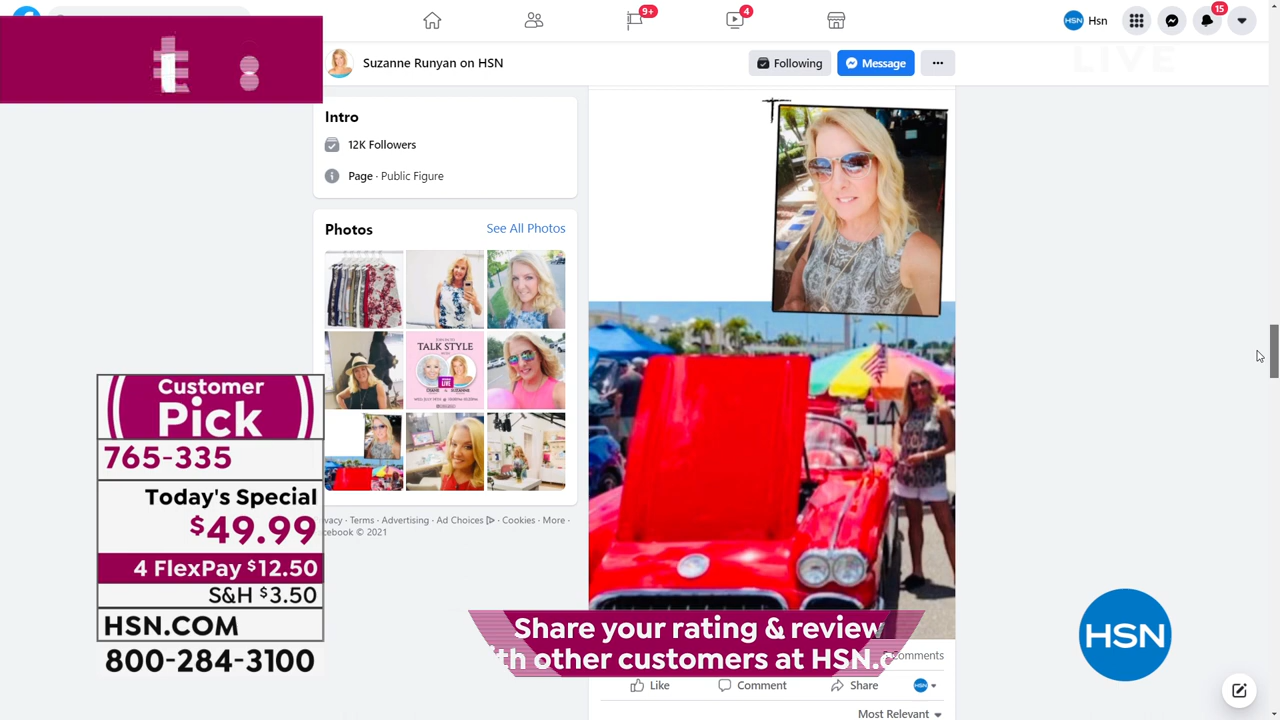 t :
9+
4
Hsn
15
LIVE
Suzanne Runyan on HSN
Following
Message
Intro
12K Followers
Page · Public Figure
Photos
See All Photos
TALK STYLE
Terms · Advertising · Ad Choices · Cookies · More ·
© 2021
Customer
Pick
765-335
Today's Special
$49.99
4 FlexPay $12.50
S&H $3.50
HSN.COM
800-284-3100
Share your rating & review
other customers at
Comments
HSN
Like
Comment
Share
Most Relevant